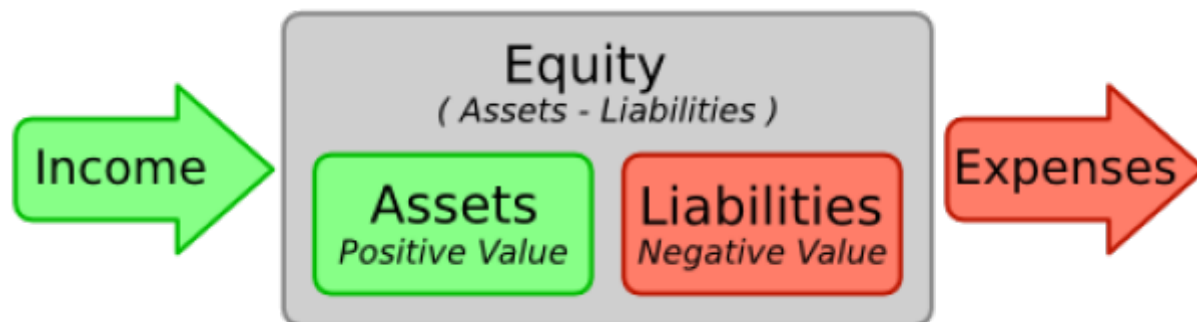 Income
Equity
( Assets - Liabilities )
Assets
Positive Value
Liabilities
Negative Value
Expenses